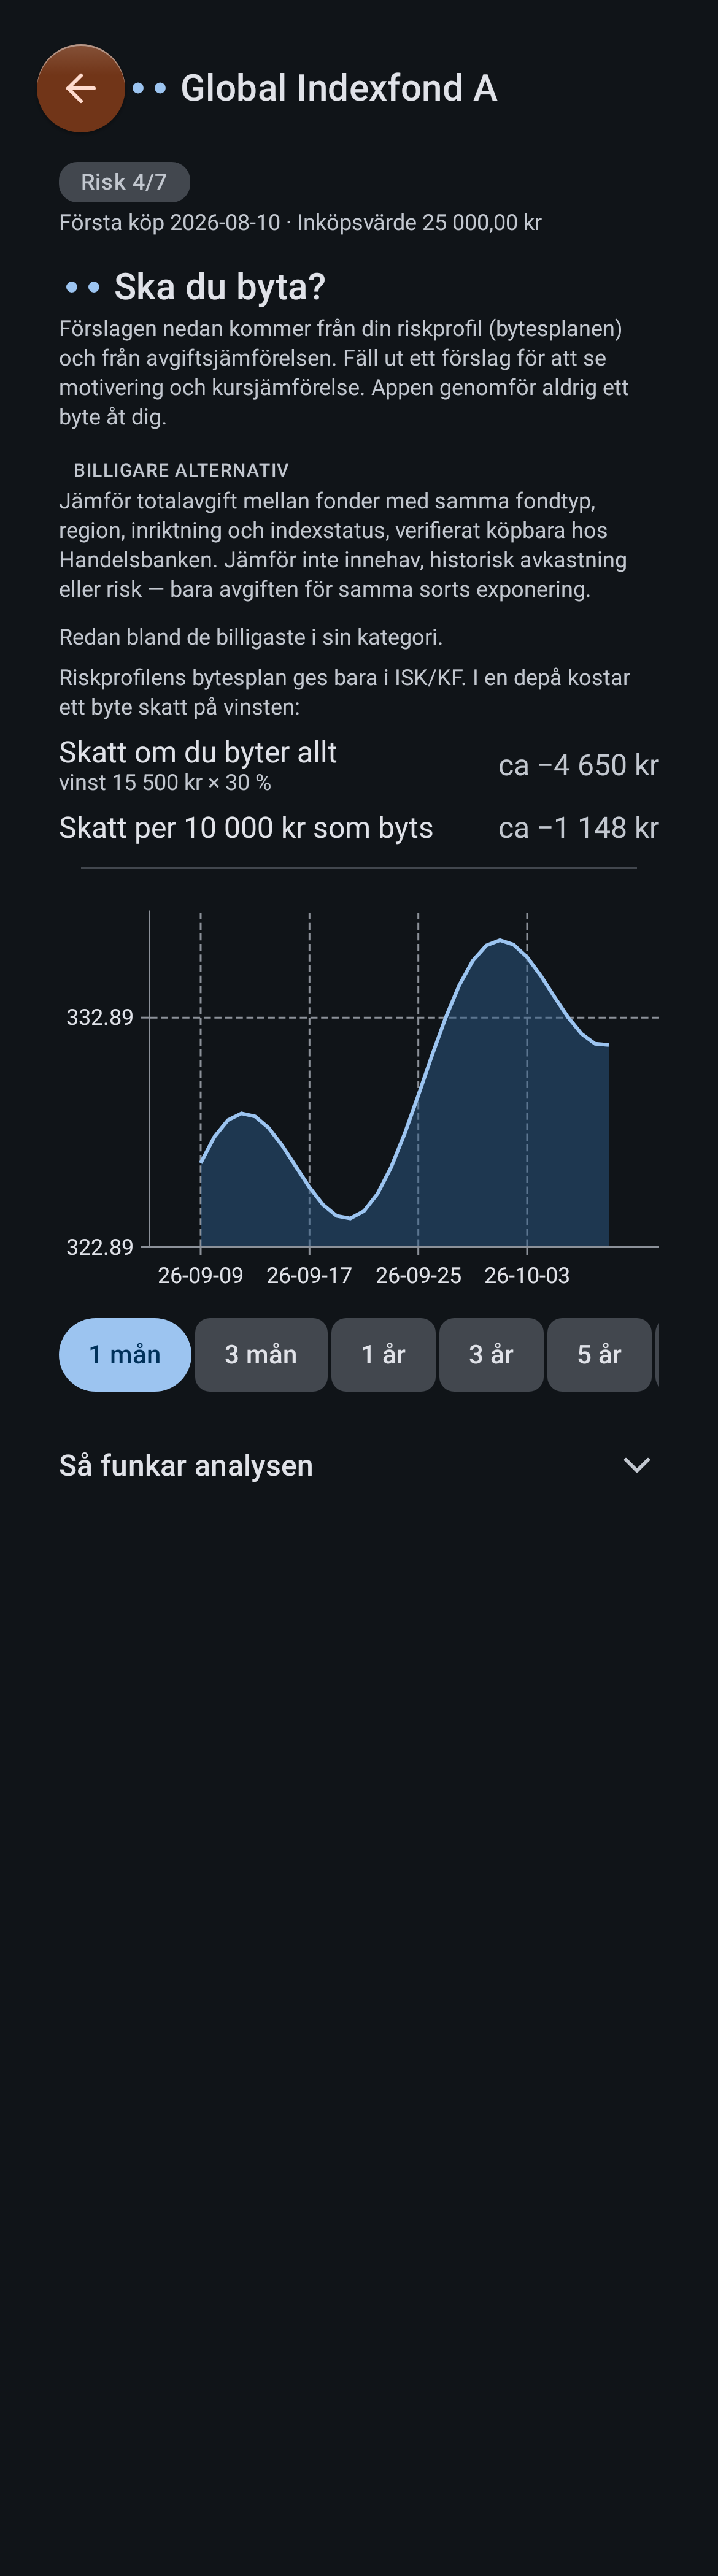 Global Indexfond A
Risk 4/7
Första köp 2026-08-10 · Inköpsvärde 25 000,00 kr
Ska du byta?
Förslagen nedan kommer från din riskprofil (bytesplanen)
och från avgiftsjämförelsen. Fäll ut ett förslag för att se
motivering och kursjämförelse. Appen genomför aldrig ett
byte åt dig.
BILLIGARE ALTERNATIV
Jämför totalavgift mellan fonder med samma fondtyp,
region, inriktning och indexstatus, verifierat köpbara hos
Handelsbanken. Jämför inte innehav, historisk avkastning
eller risk — bara avgiften för samma sorts exponering.
Redan bland de billigaste i sin kategori.
Riskprofilens bytesplan ges bara i ISK/KF. I en depå kostar
ett byte skatt på vinsten:
Skatt om du byter allt
vinst 15 500 kr × 30 %
ca −4 650 kr
Skatt per 10 000 kr som byts ca −1 148 kr
332.89
322.89
26-09-09 26-09-17 26-09-25 26-10-03
1 mån 3 mån 1 år 3 år 5 år
Så funkar analysen